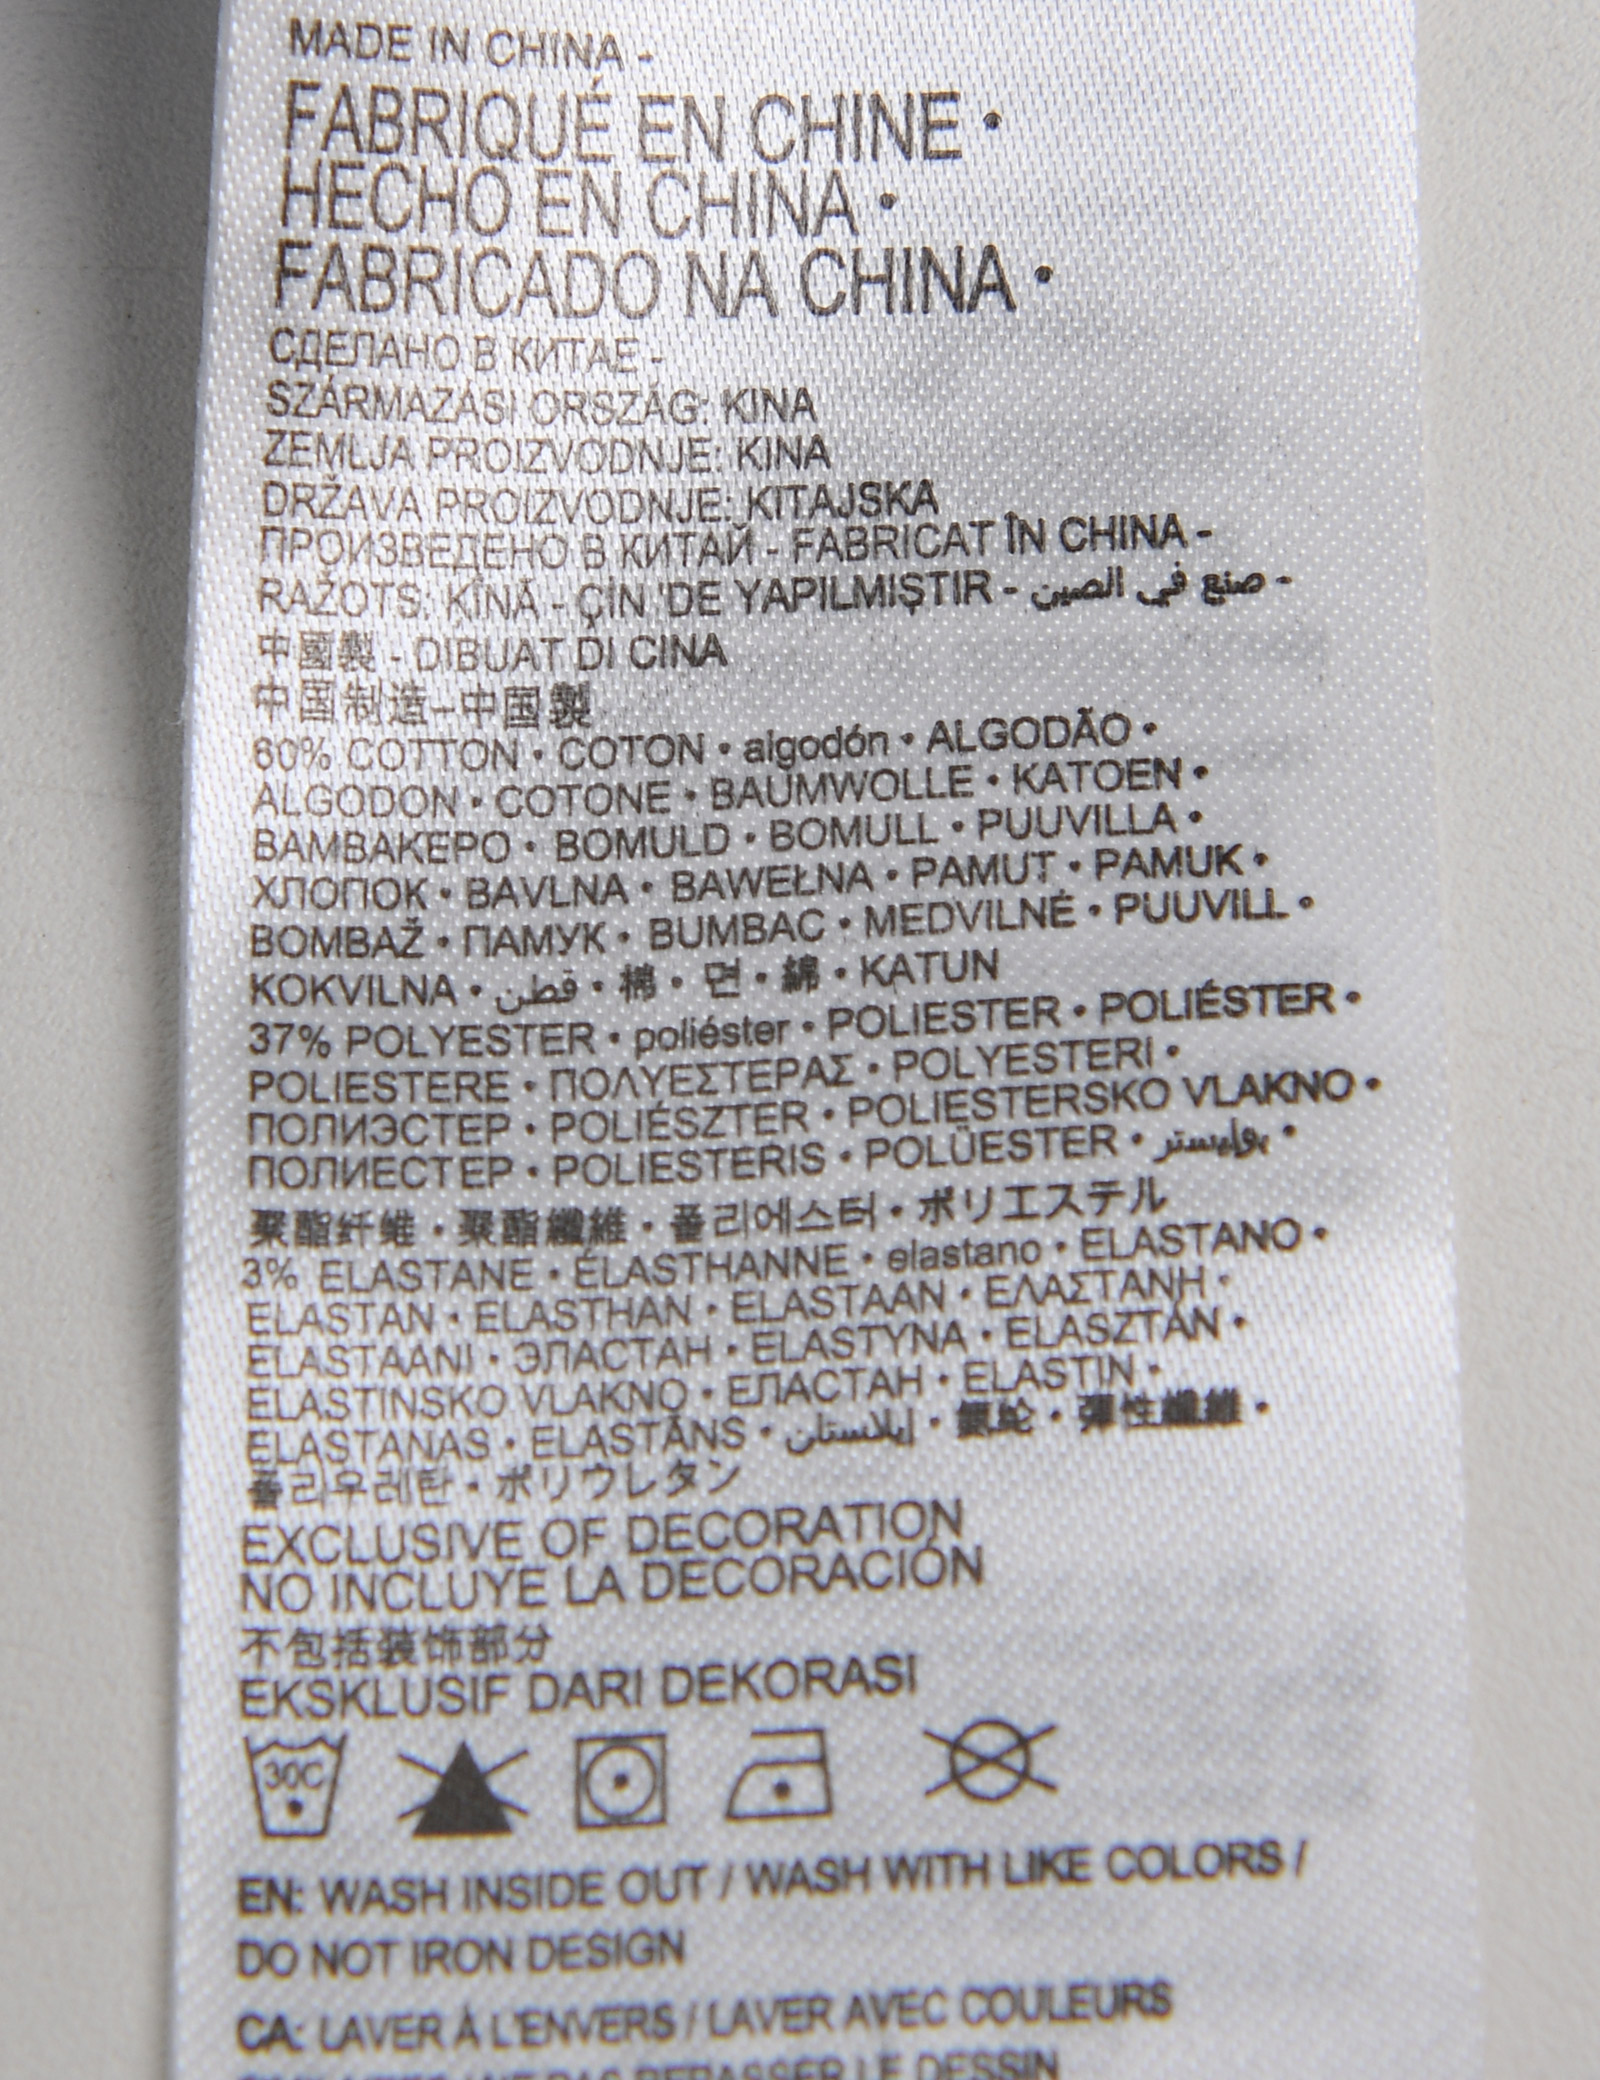 MADE IN CHINA -
FABRIQUÉ EN CHINE •
HECHO EN CHINA •
FABRICADO NA CHINA •
СДЕЛАНО В КИТАЕ -
SZÁRMAZÁSI ORSZÁG: KINA
ZEMLJA PROIZVODNJE: KINA
DRŽAVA PROIZVODNJE: KITAJSKA
ПРОИЗВЕДЕНО В КИТАЙ - FABRICAT ÎN CHINA -
RAŽOTS: ĶĪNĀ - ÇİN 'DE YAPILMIŞTIR - صنع في الصين -
中國製 - DIBUAT DI CINA
中国制造-中国製
60% COTTON • COTON • algodón • ALGODÃO •
ALGODON • COTONE • BAUMWOLLE • KATOEN •
ΒΑΜΒΑΚΕΡΟ • BOMULD • BOMULL • PUUVILLA •
ХЛОПОК • BAVLNA • BAWEŁNA • PAMUT • PAMUK •
BOMBAŽ • ПАМУК • BUMBAC • MEDVILNĖ • PUUVILL •
KOKVILNA • قطن • 棉 • 면 • 綿 • KATUN
37% POLYESTER • poliéster • POLIESTER • POLIÉSTER •
POLIESTERE • ΠΟΛΥΕΣΤΕΡΑΣ • POLYESTERI •
ПОЛИЭСТЕР • POLIÉSZTER • POLIESTERSKO VLAKNO •
ПОЛИЕСТЕР • POLIESTERIS • POLÜESTER • بوليستر •
聚酯纤维 • 聚酯纖維 • 폴리에스터 • ポリエステル
3% ELASTANE • ÉLASTHANNE • elastano • ELASTANO •
ELASTAN • ELASTHAN • ELASTAAN • ΕΛΑΣΤΑΝΗ •
ELASTAANI • ЭЛАСТАН • ELASTYNA • ELASZTÁN •
ELASTINSKO VLAKNO • ЕЛАСТАН • ELASTIN •
ELASTANAS • ELASTĀNS • إيلاستان • 氨纶 • 彈性纖維 •
폴리우레탄 • ポリウレタン
EXCLUSIVE OF DECORATION
NO INCLUYE LA DECORACIÓN
不包括装饰部分
EKSKLUSIF DARI DEKORASI
30C
EN: WASH INSIDE OUT / WASH WITH LIKE COLORS /
DO NOT IRON DESIGN
CA: LAVER À L'ENVERS / LAVER AVEC COULEURS
NE PAS REPASSER LE DESSIN